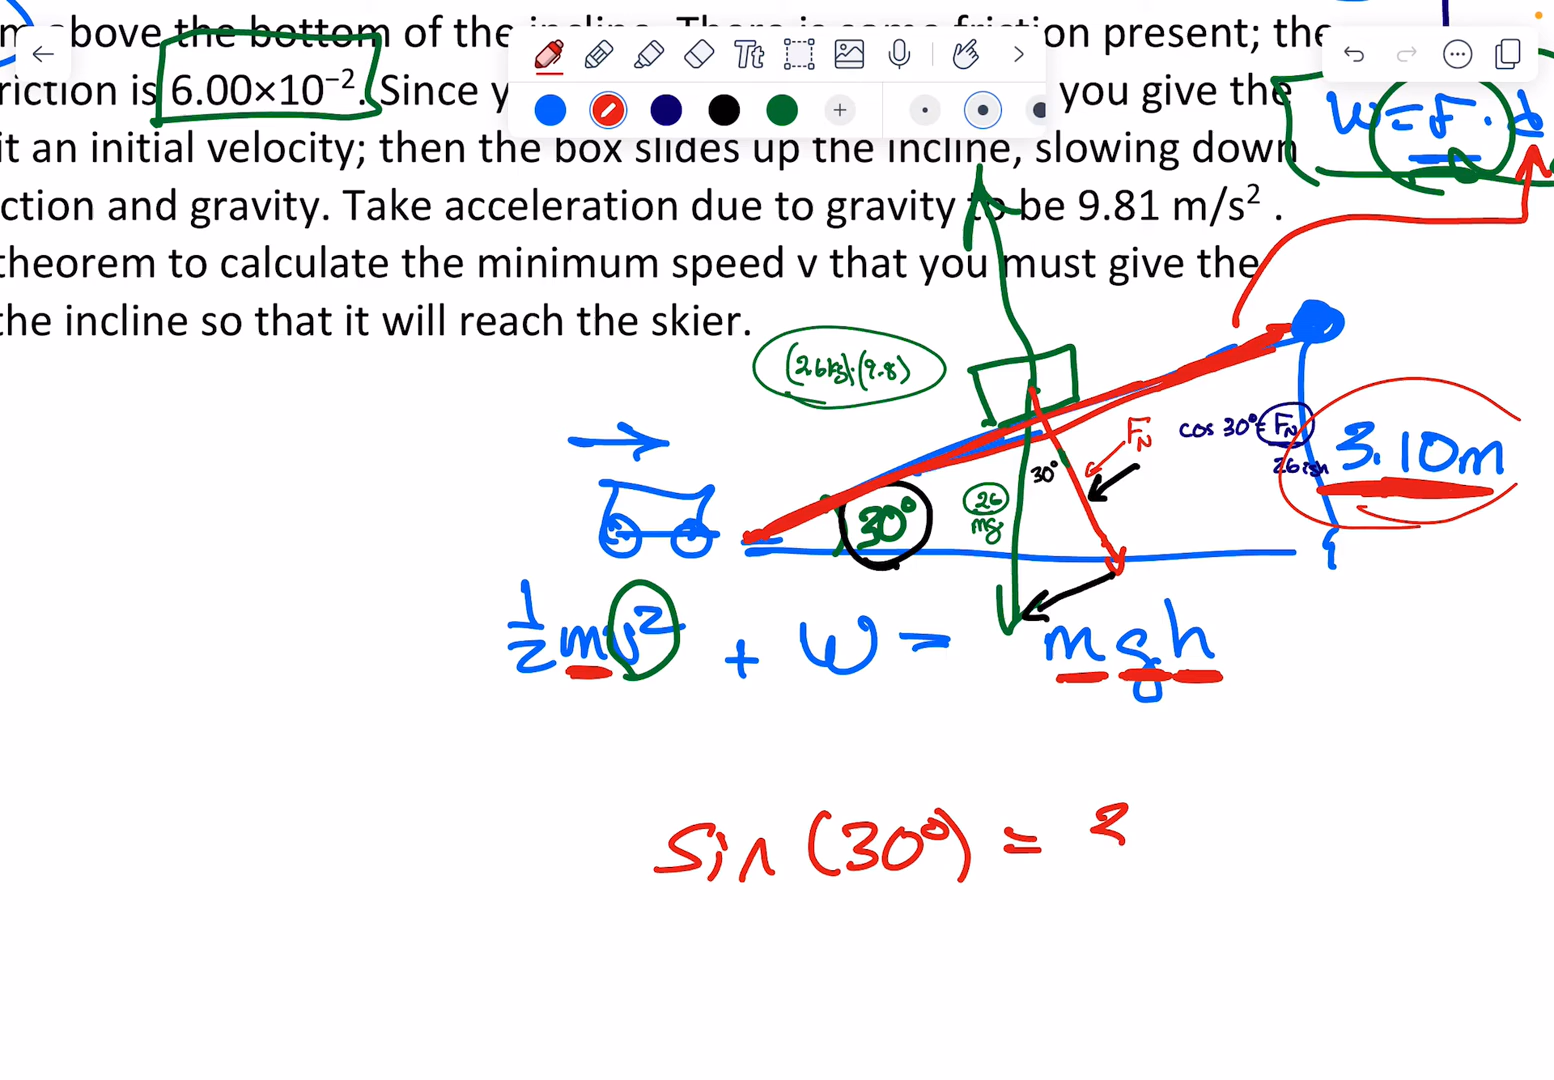 bove the bottom of the incline. There is some friction present; the
riction is 6.00×10⁻². Since y you give the
it an initial velocity; then the box slides up the incline, slowing down
ction and gravity. Take acceleration due to gravity to be 9.81 m/s² .
theorem to calculate the minimum speed v that you must give the
the incline so that it will reach the skier.
Tt
W = F · d
(26kg)·(9.8)
F_N
cos 30° = F_N
3.10m
30°
30°
26
mg
½mv² + W = mgh
sin (30°) =